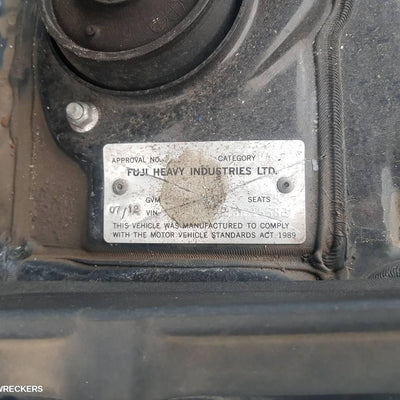 APPROVAL NO. CATEGORY
FUJI HEAVY INDUSTRIES LTD.
GVM SEATS
07/12 VIN
THIS VEHICLE WAS MANUFACTURED TO COMPLY
WITH THE MOTOR VEHICLE STANDARDS ACT 1989
WRECKERS